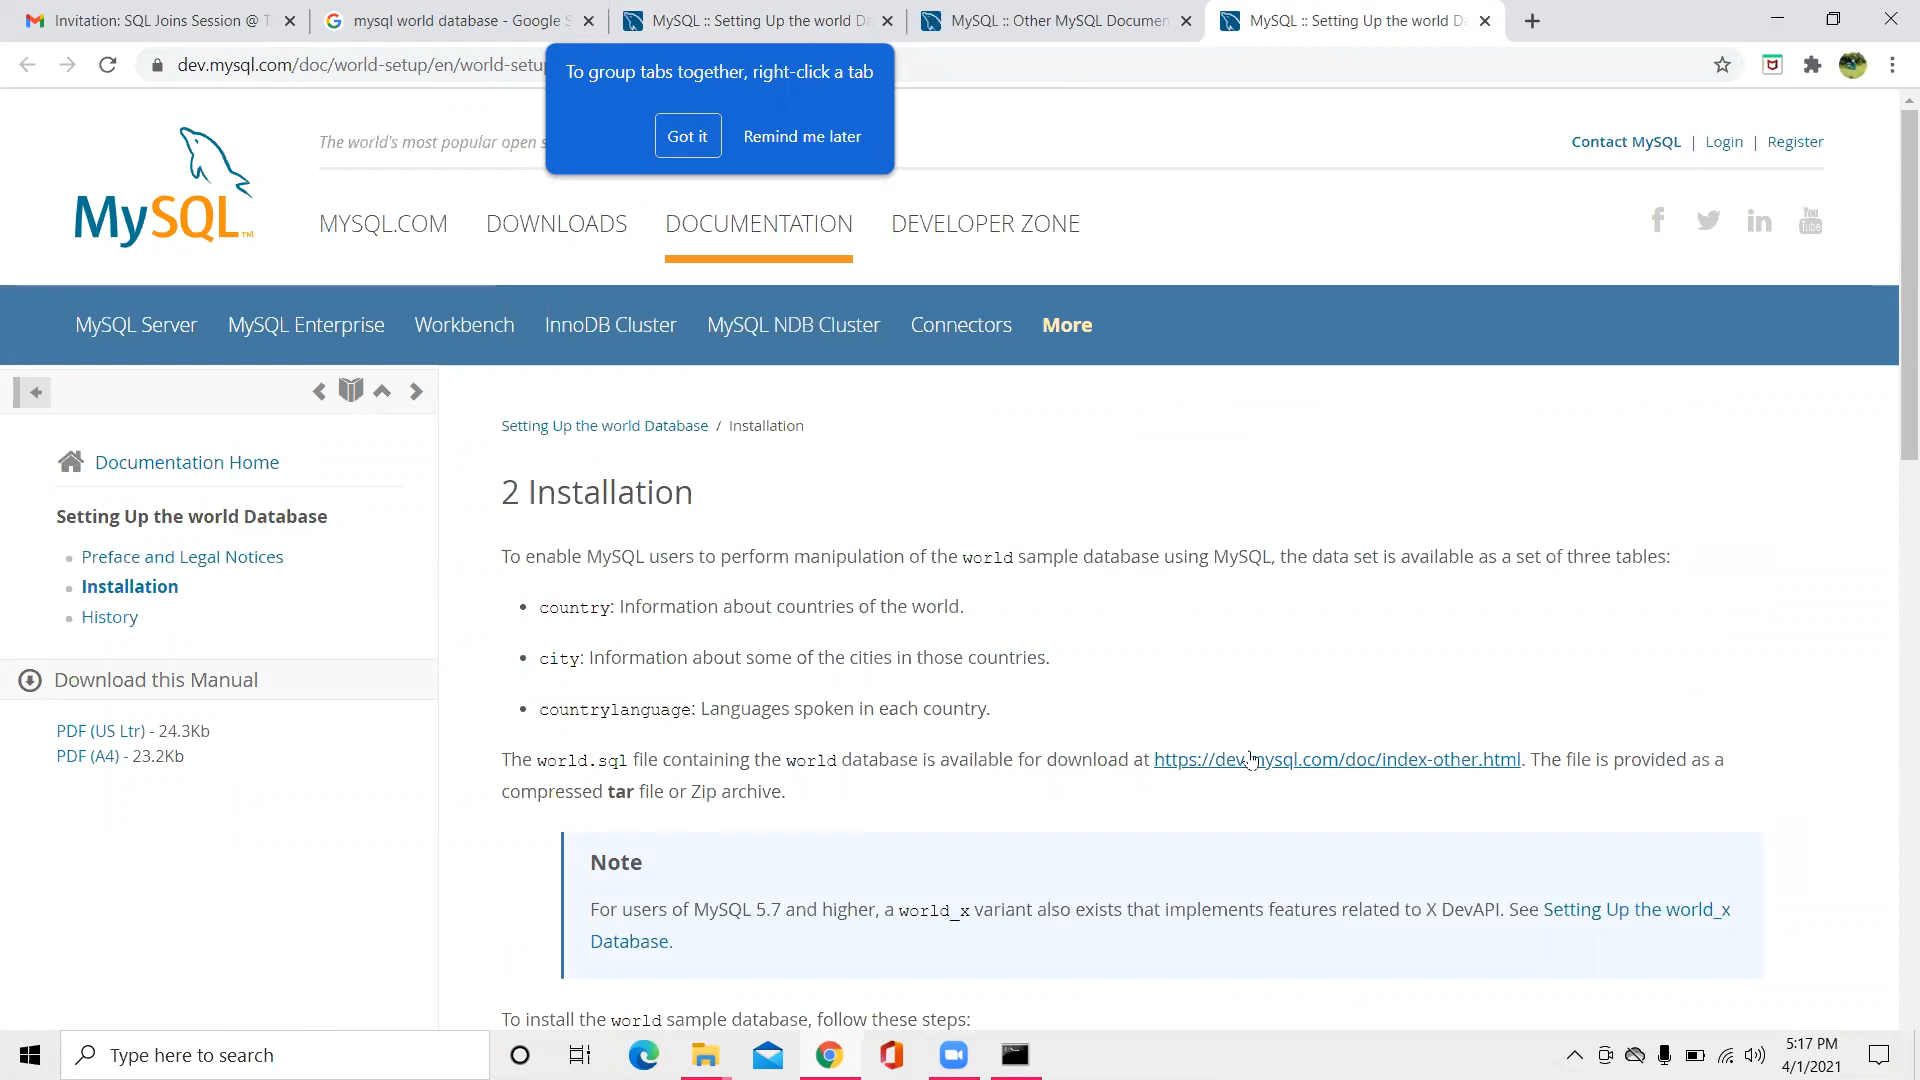 Invitation: SQL Joins Session @ T
mysql world database - Google S
MySQL :: Setting Up the world Da
MySQL :: Other MySQL Documen
MySQL :: Setting Up the world Da
dev.mysql.com/doc/world-setup/en/world-setu
To group tabs together, right-click a tab
Got it
Remind me later
MySQL™
The world's most popular open s
Contact MySQL | Login | Register
MYSQL.COM
DOWNLOADS
DOCUMENTATION
DEVELOPER ZONE
f
in
You
Tube
MySQL Server
MySQL Enterprise
Workbench
InnoDB Cluster
MySQL NDB Cluster
Connectors
More
Documentation Home
Setting Up the world Database
Preface and Legal Notices
Installation
History
Download this Manual
PDF (US Ltr) - 24.3Kb
PDF (A4) - 23.2Kb
Setting Up the world Database / Installation
2 Installation
To enable MySQL users to perform manipulation of the world sample database using MySQL, the data set is available as a set of three tables:
• country: Information about countries of the world.
• city: Information about some of the cities in those countries.
• countrylanguage: Languages spoken in each country.
The world.sql file containing the world database is available for download at https://dev.mysql.com/doc/index-other.html. The file is provided as a
compressed tar file or Zip archive.
Note
For users of MySQL 5.7 and higher, a world_x variant also exists that implements features related to X DevAPI. See Setting Up the world_x
Database.
To install the world sample database, follow these steps:
Type here to search
5:17 PM
4/1/2021